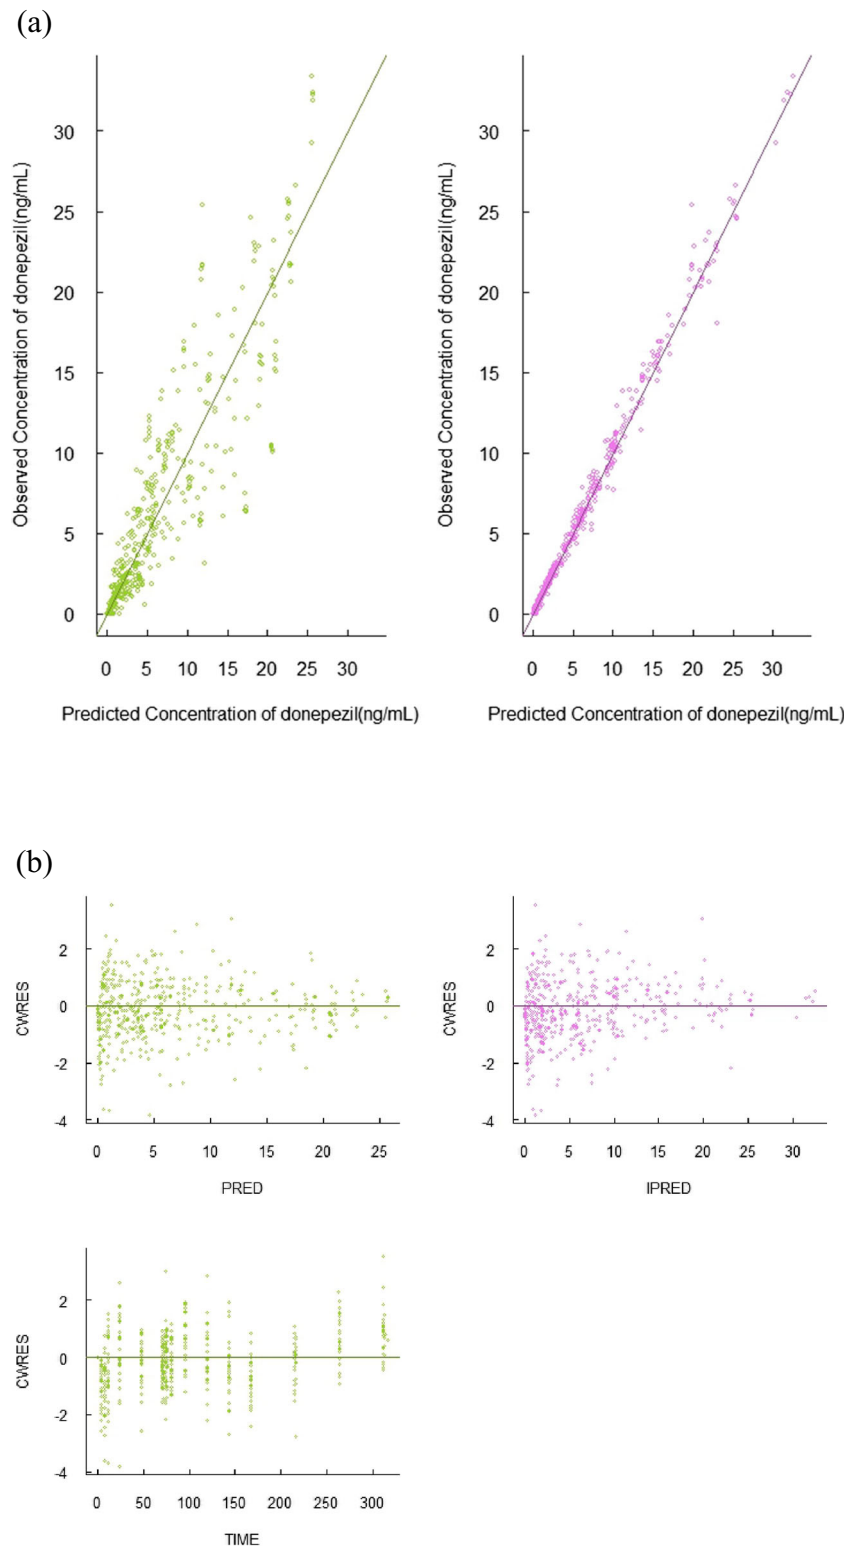 (a)
30
25
20
15
10
5
0
Observed Concentration of donepezil(ng/mL)
0 5 10 15 20 25 30
Predicted Concentration of donepezil(ng/mL)
30
25
20
15
10
5
0
Observed Concentration of donepezil(ng/mL)
0 5 10 15 20 25 30
Predicted Concentration of donepezil(ng/mL)
(b)
2
0
-2
-4
CWRES
0 5 10 15 20 25
PRED
2
0
-2
-4
CWRES
0 5 10 15 20 25 30
IPRED
2
0
-2
-4
CWRES
0 50 100 150 200 250 300
TIME